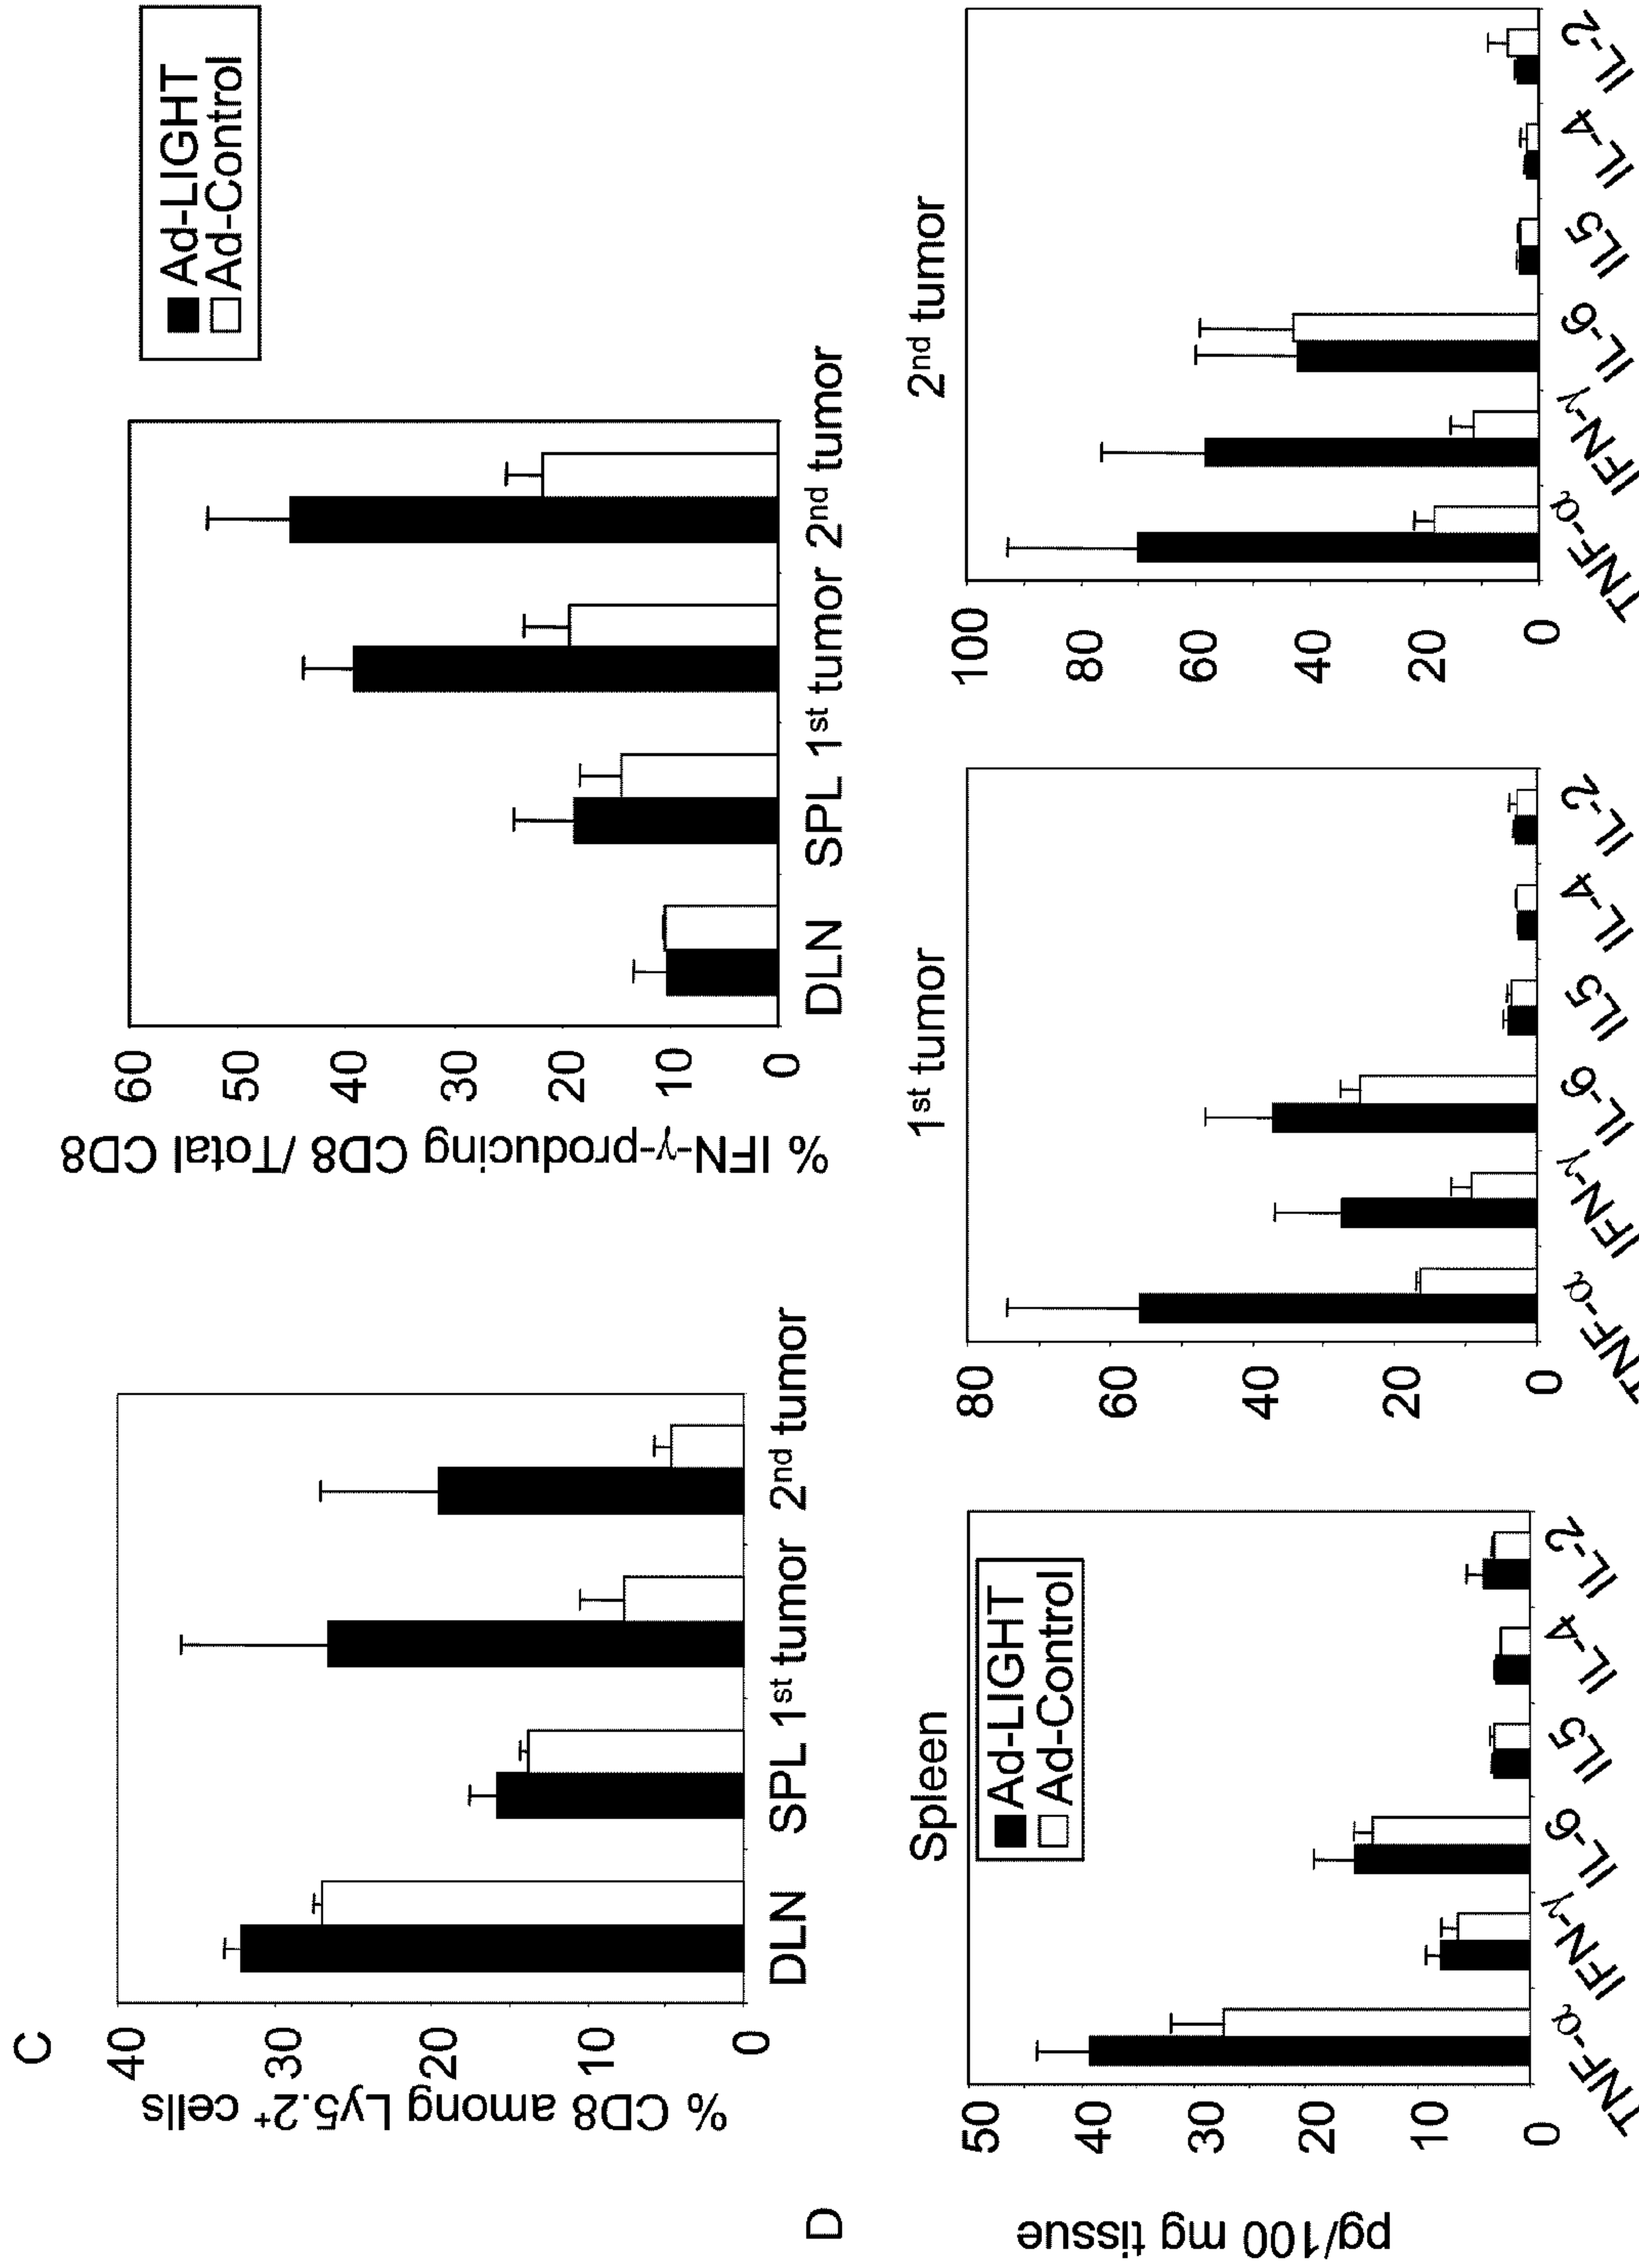 C
% CD8 among Ly5.2+ cells
40
30
20
10
0
DLN SPL 1st tumor 2nd tumor
% IFN-γ-producing CD8 /Total CD8
60
50
40
30
20
10
0
DLN SPL 1st tumor 2nd tumor
Ad-LIGHT
Ad-Control
D
pg/100 mg tissue
Spleen
50
40
30
20
10
0
Ad-LIGHT
Ad-Control
TNF-α IFN-γ IL-6 IL5 IL-4 IL-2
1st tumor
80
60
40
20
0
TNF-α IFN-γ IL-6 IL5 IL-4 IL-2
2nd tumor
100
80
60
40
20
0
TNF-α IFN-γ IL-6 IL5 IL-4 IL-2